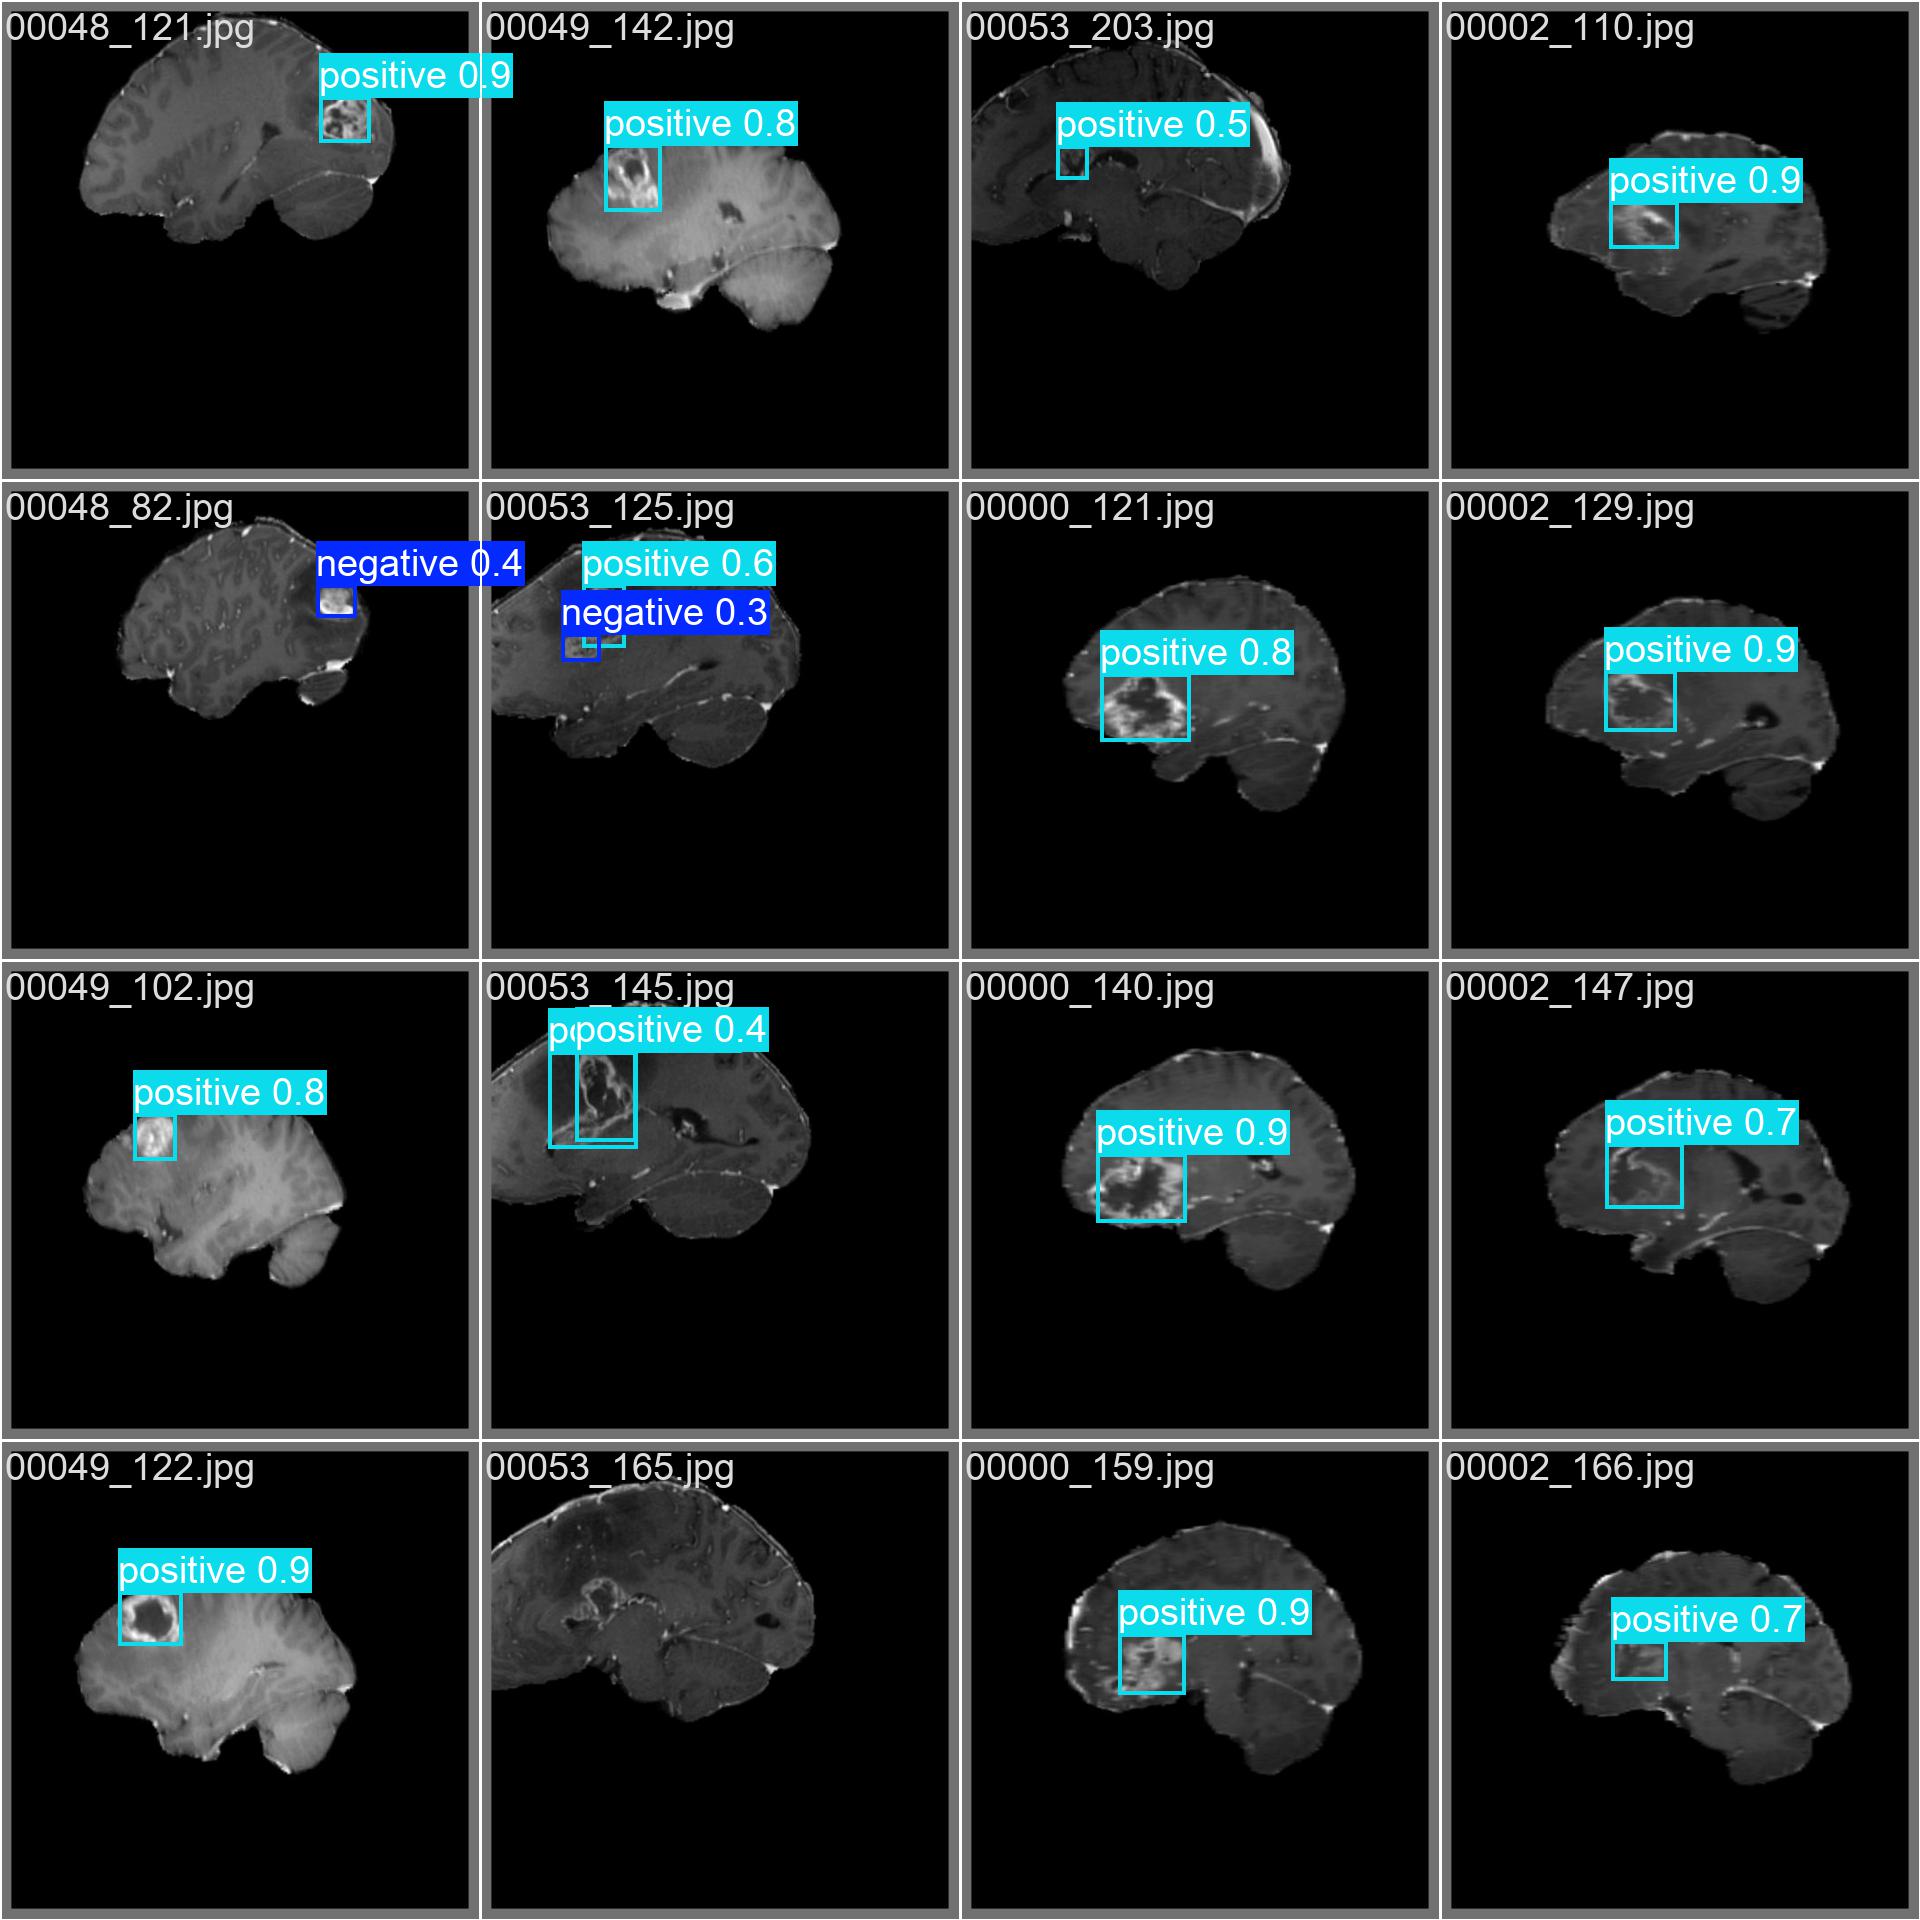 00048_121.jpg
positive 0.9
00049_142.jpg
positive 0.8
00053_203.jpg
positive 0.5
00002_110.jpg
positive 0.9
00048_82.jpg
negative 0.4
00053_125.jpg
positive 0.6
negative 0.3
00000_121.jpg
positive 0.8
00002_129.jpg
positive 0.9
00049_102.jpg
positive 0.8
00053_145.jpg
positive 0.4
00000_140.jpg
positive 0.9
00002_147.jpg
positive 0.7
00049_122.jpg
positive 0.9
00053_165.jpg
00000_159.jpg
positive 0.9
00002_166.jpg
positive 0.7